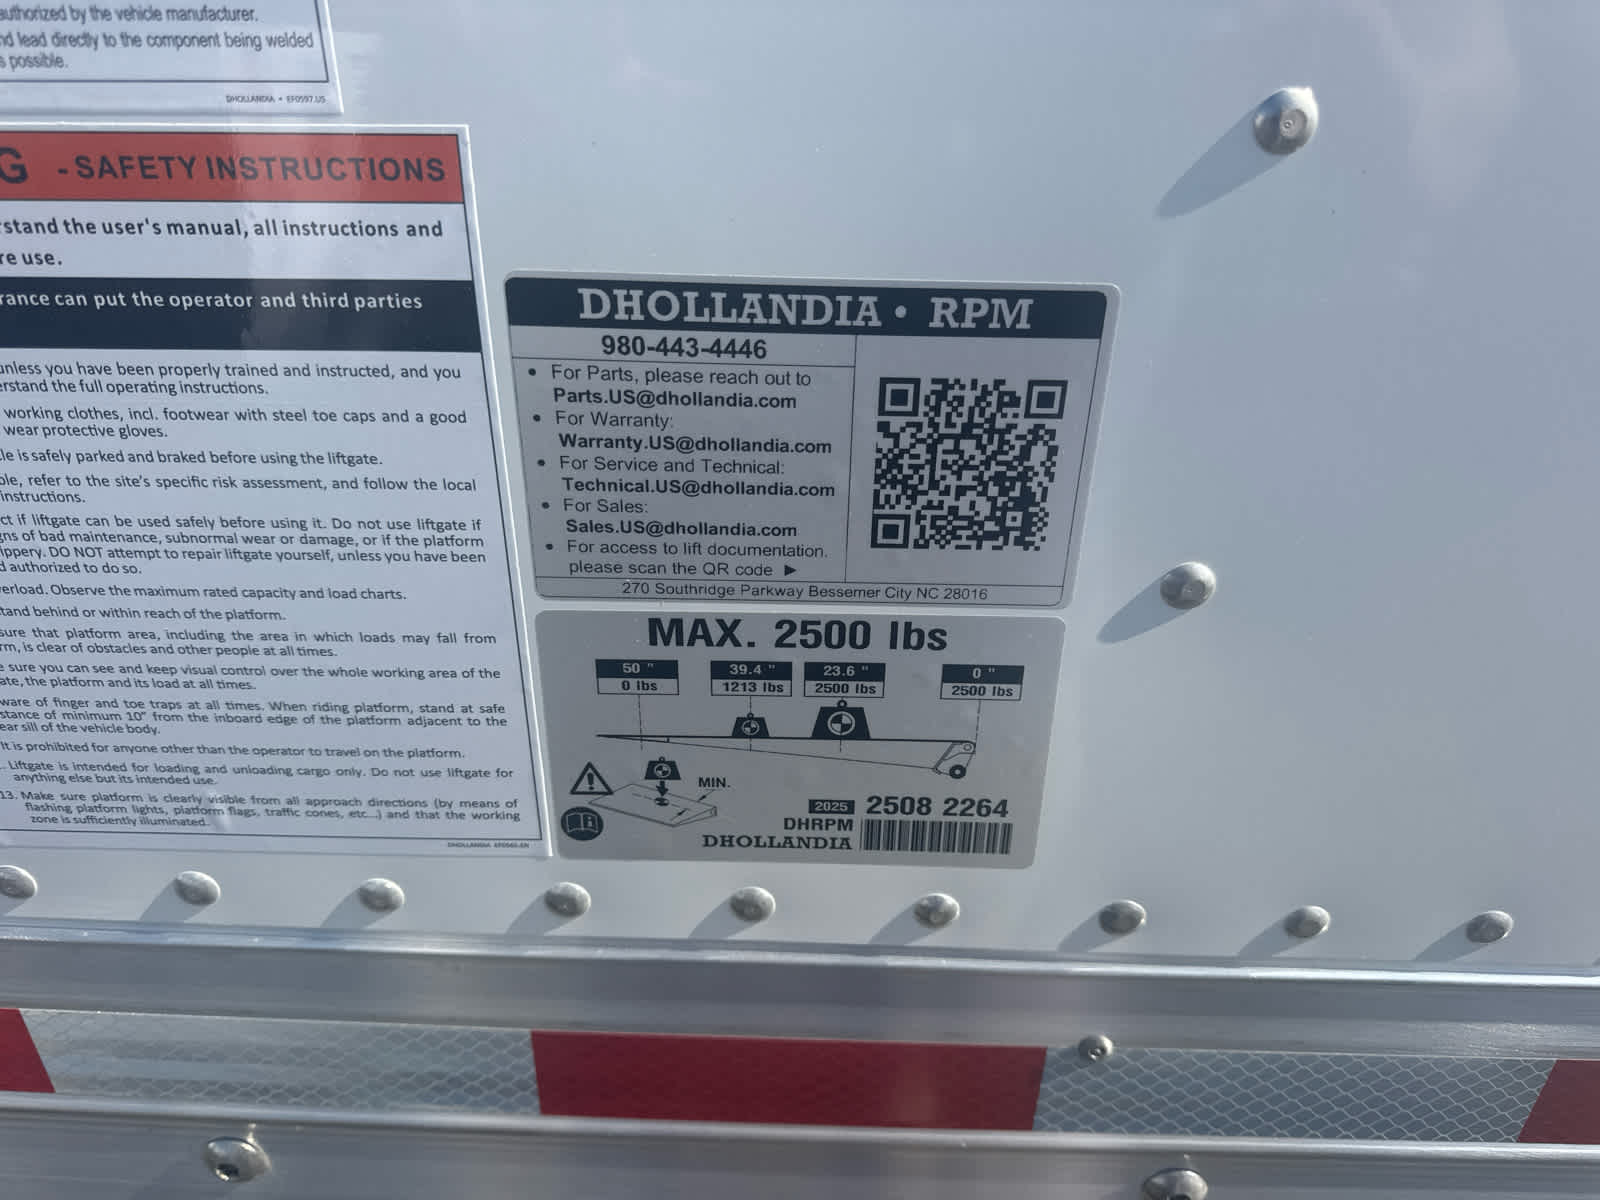 authorized by the vehicle manufacturer.
lead directly to the component being welded
possible.
DHOLLANDIA • EF0597.US
G - SAFETY INSTRUCTIONS
the user's manual, all instructions and
use.
can put the operator and third parties
unless you have been properly trained and instructed, and you
the full operating instructions.
working clothes, incl. footwear with steel toe caps and a good
wear protective gloves.
is safely parked and braked before using the liftgate.
refer to the site's specific risk assessment, and follow the local
instructions.
if liftgate can be used safely before using it. Do not use liftgate if
of bad maintenance, subnormal wear or damage, or if the platform
DO NOT attempt to repair liftgate yourself, unless you have been
authorized to do so.
Observe the maximum rated capacity and load charts.
behind or within reach of the platform.
that platform area, including the area in which loads may fall from
is clear of obstacles and other people at all times.
sure you can see and keep visual control over the whole working area of the
the platform and its load at all times.
of finger and toe traps at all times. When riding platform, stand at safe
of minimum 10" from the inboard edge of the platform adjacent to the
sill of the vehicle body.
It is prohibited for anyone other than the operator to travel on the platform.
Liftgate is intended for loading and unloading cargo only. Do not use liftgate for
anything else but its intended use.
13. Make sure platform is clearly visible from all approach directions (by means of
flashing platform lights, platform flags, traffic cones, etc...) and that the working
zone is sufficiently illuminated.
DHOLLANDIA
DHOLLANDIA • RPM
980-443-4446
• For Parts, please reach out to
Parts.US@dhollandia.com
• For Warranty:
Warranty.US@dhollandia.com
• For Service and Technical:
Technical.US@dhollandia.com
• For Sales:
Sales.US@dhollandia.com
• For access to lift documentation.
please scan the QR code ►
270 Southridge Parkway Bessemer City NC 28016
MAX. 2500 lbs
50 " 39.4 " 23.6 " 0 "
0 lbs 1213 lbs 2500 lbs 2500 lbs
MIN.
2025 2508 2264
DHRPM
DHOLLANDIA